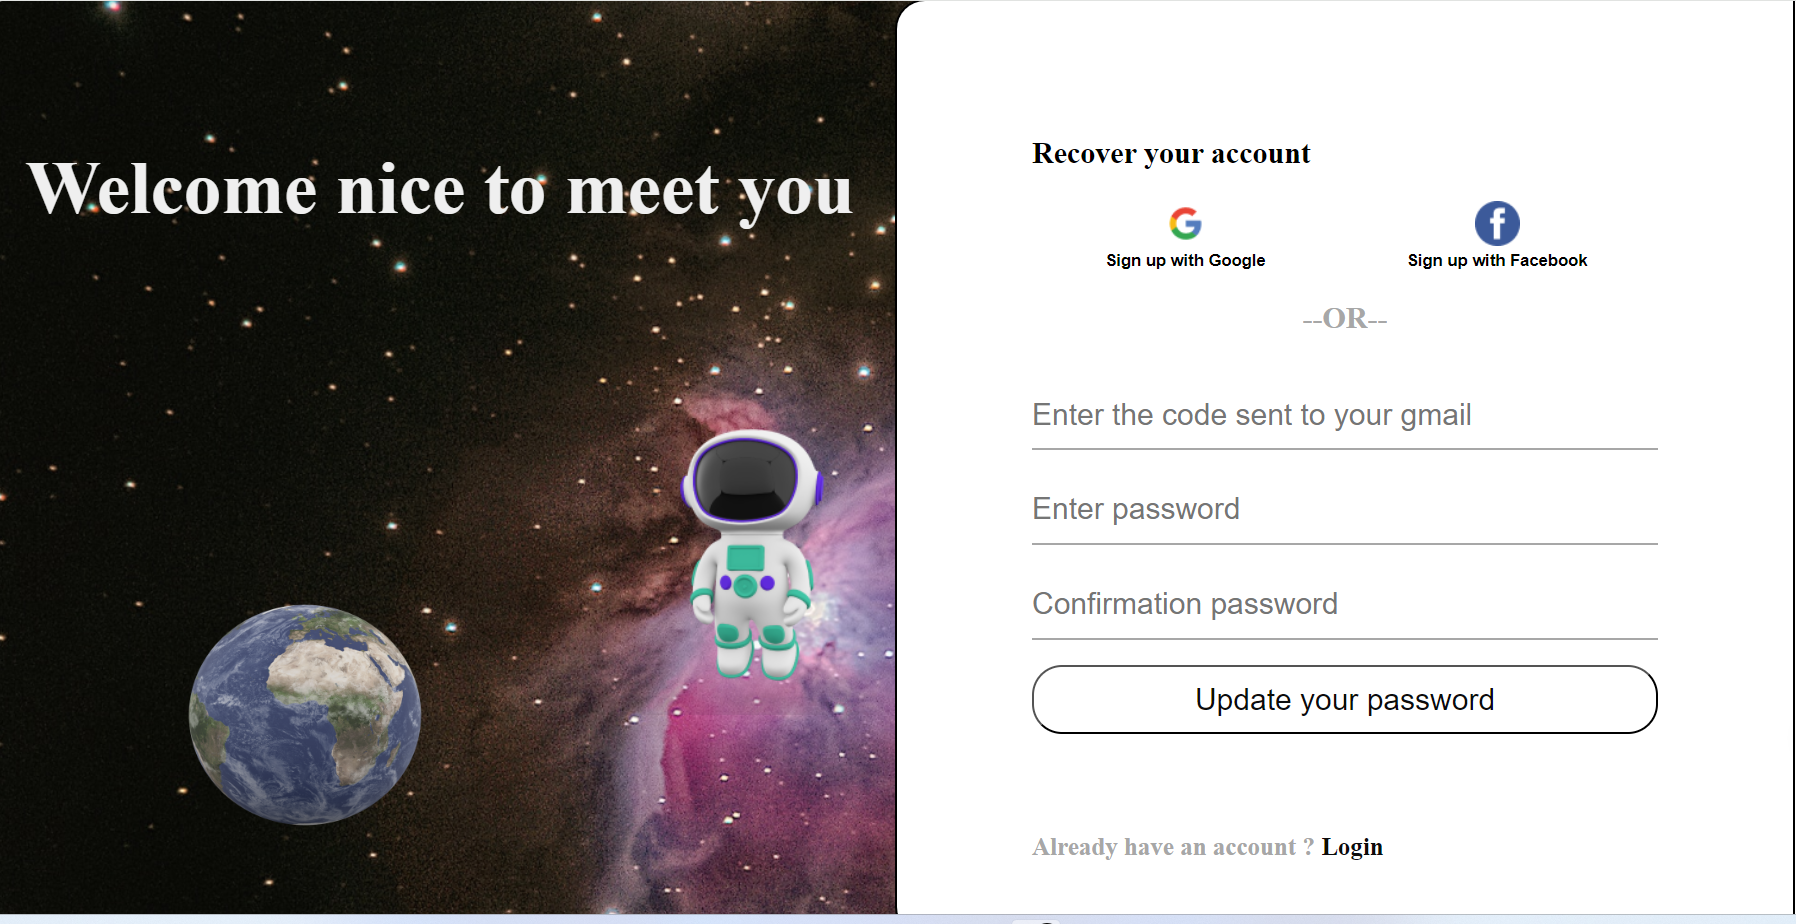 Welcome nice to meet you
Recover your account
Sign up with Google
Sign up with Facebook
--OR--
Enter the code sent to your gmail
Enter password
Confirmation password
Update your password
Already have an account ? Login